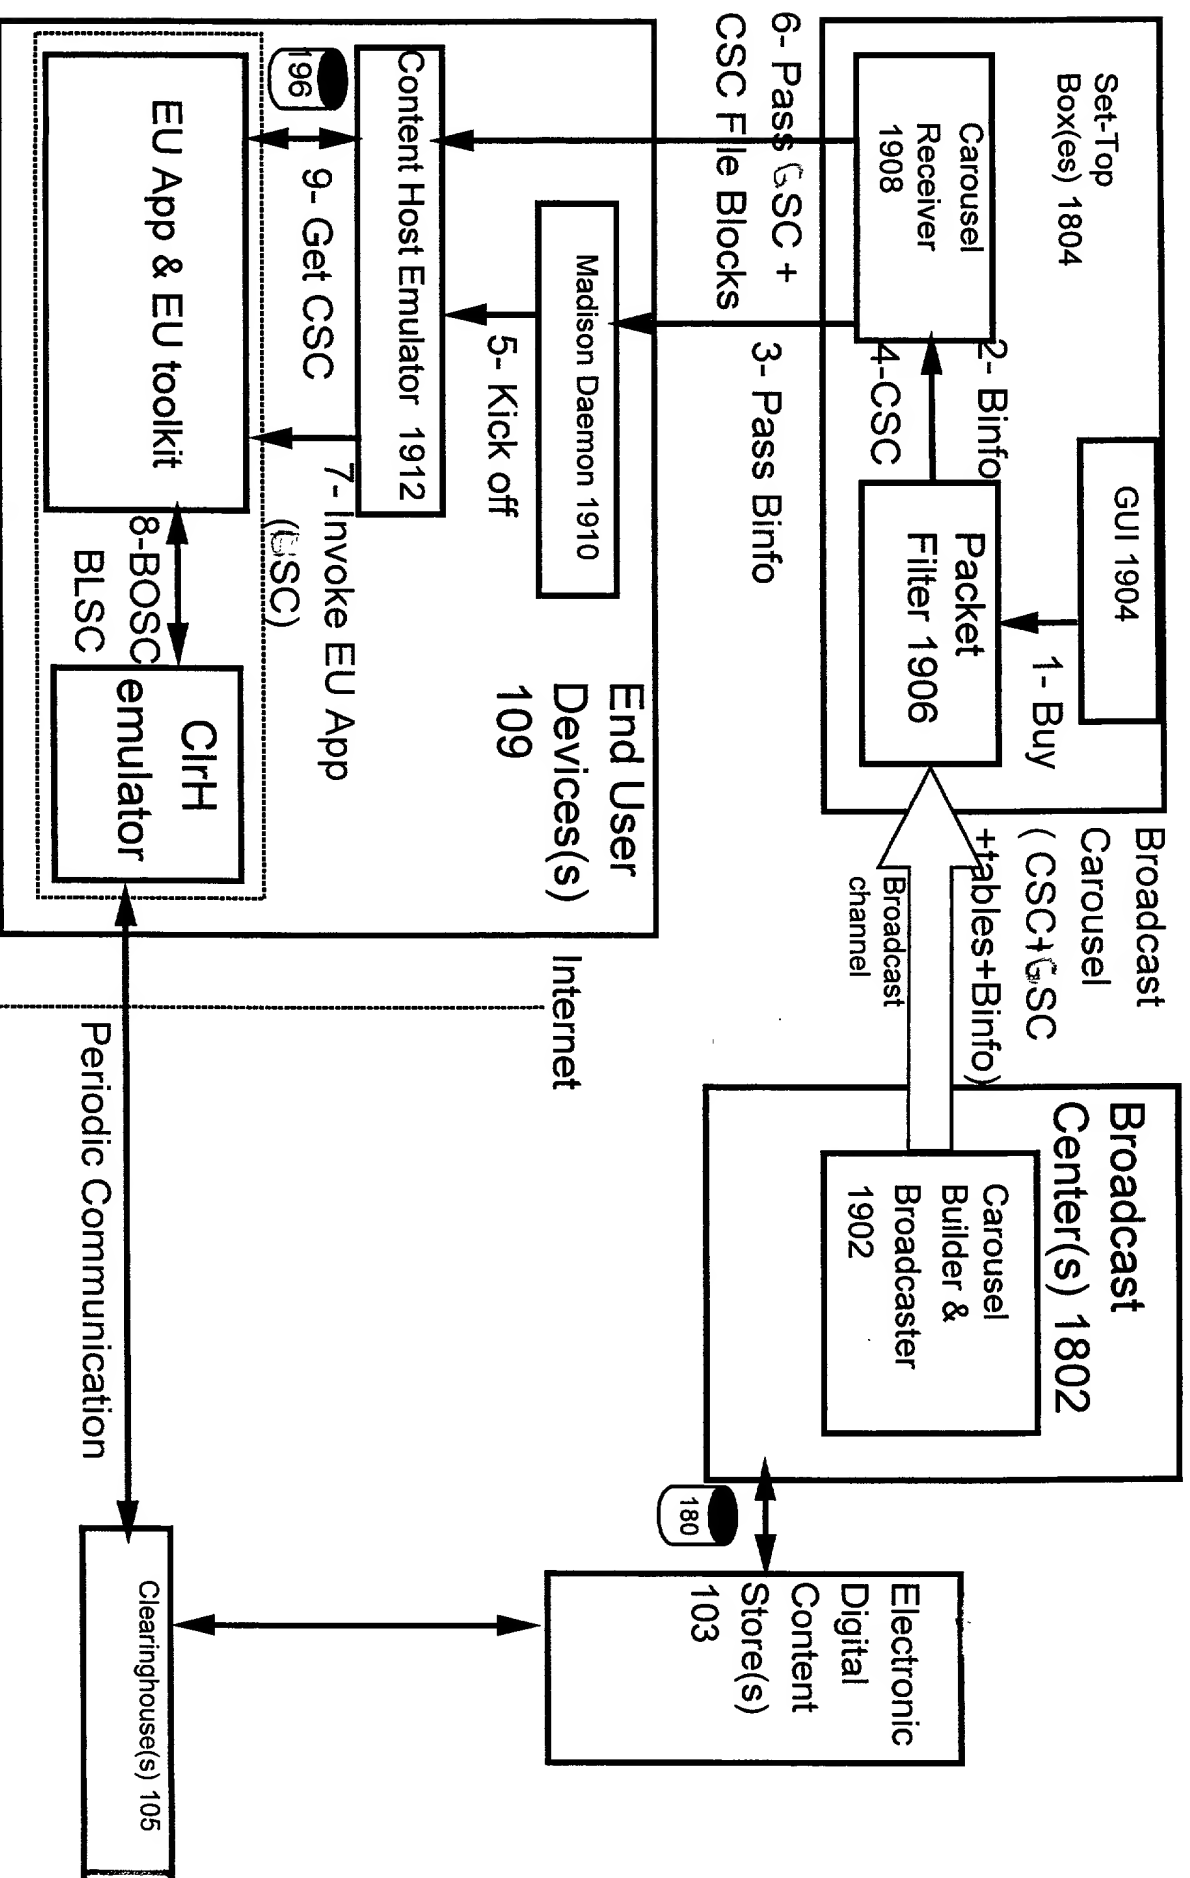 Set-Top
Box(es) 1804
GUI 1904
1- Buy
Packet
Filter 1906
2- Binfo
4-CSC
Carousel
Receiver
1908
Broadcast
Carousel
(CSC+GSC
+tables+Binfo)
Broadcast
channel
Broadcast
Center(s) 1802
Carousel
Builder &
Broadcaster
1902
180
Electronic
Digital
Content
Store(s)
103
6- Pass GSC +
CSC File Blocks
3- Pass Binfo
End User
Devices(s)
109
Madison Daemon 1910
5- Kick off
Content Host Emulator 1912
196
9- Get CSC
7- Invoke EU App
(GSC)
EU App & EU toolkit
8-BOSC
BLSC
ClrH
emulator
Internet
Periodic Communication
Clearinghouse(s) 105